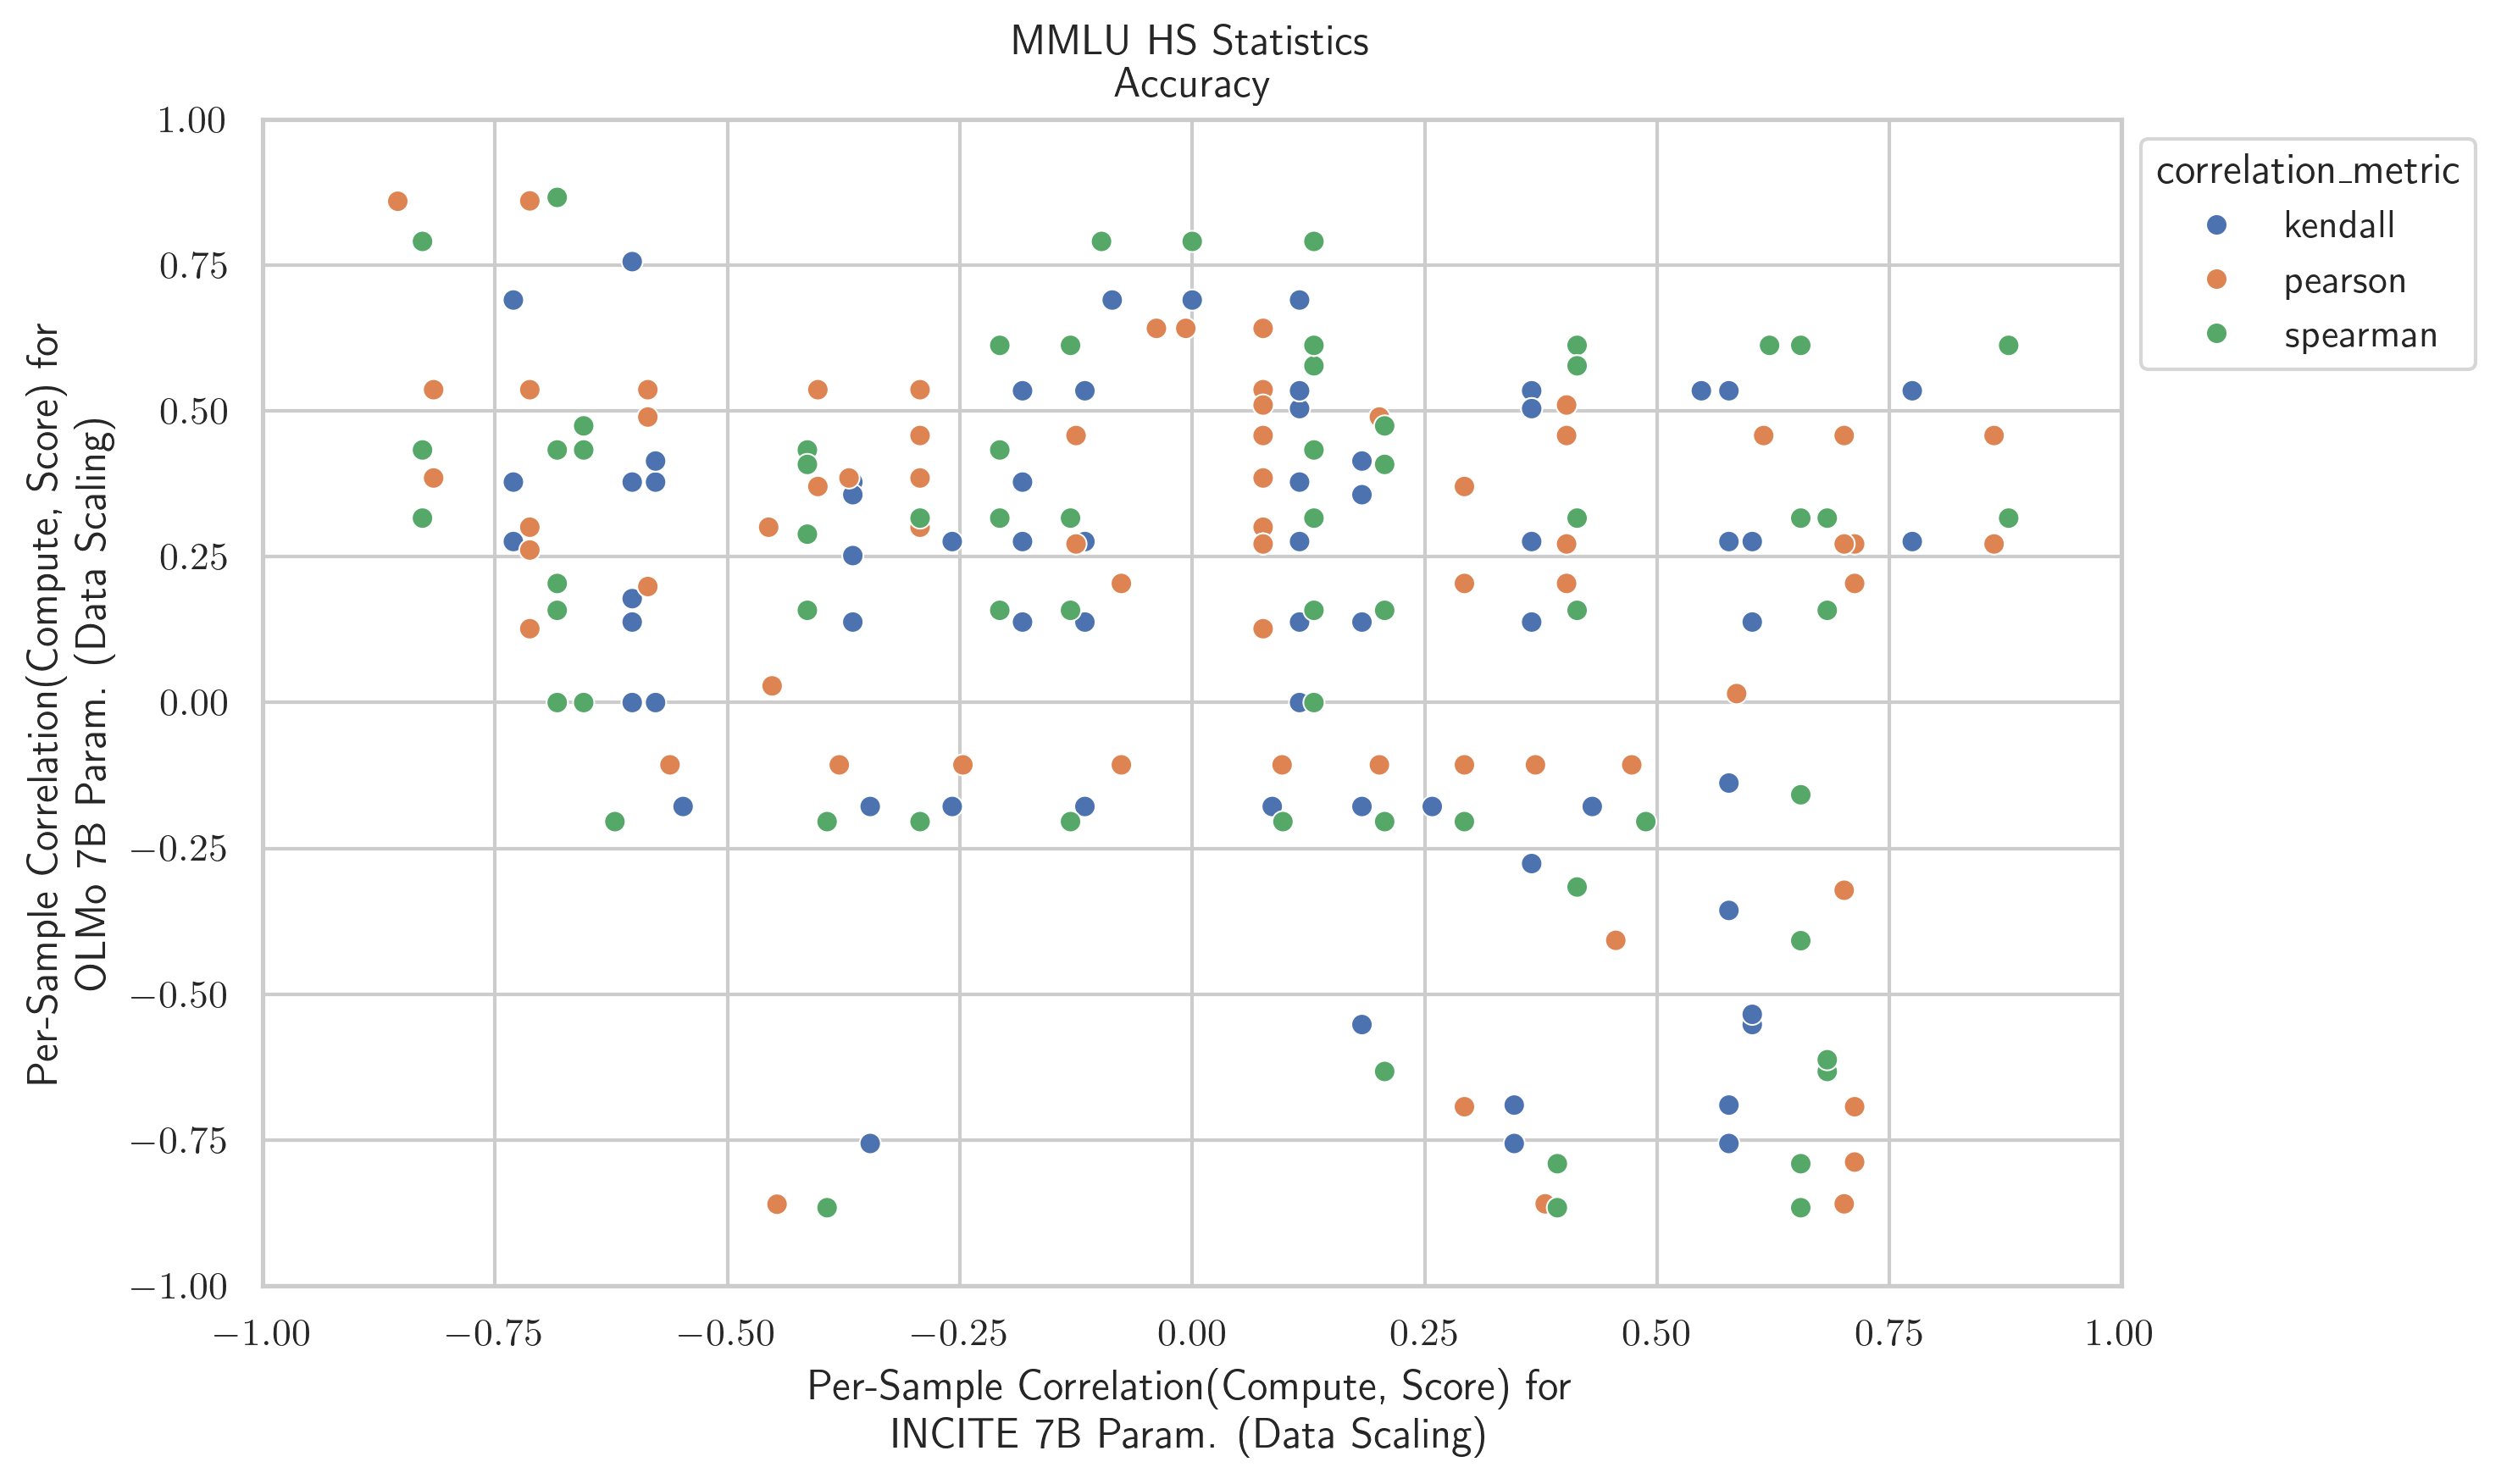 MMLU HS Statistics
Accuracy
1.00
0.75
0.50
0.25
0.00
−0.25
−0.50
−0.75
−1.00
Per-Sample Correlation(Compute, Score) for
OLMo 7B Param. (Data Scaling)
−1.00 −0.75 −0.50 −0.25 0.00 0.25 0.50 0.75 1.00
Per-Sample Correlation(Compute, Score) for
INCITE 7B Param. (Data Scaling)
correlation_metric
kendall
pearson
spearman